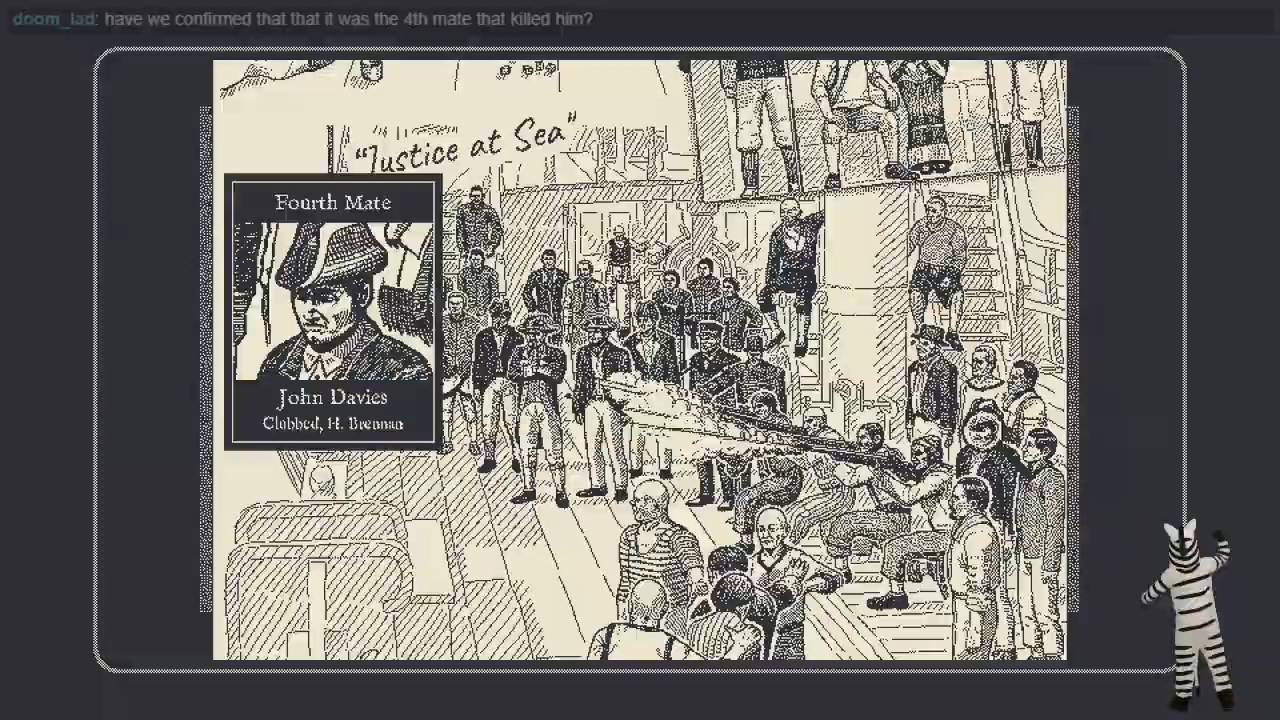 doom_lad: have we confirmed that that it was the 4th mate that killed him?
"Justice at Sea"
Fourth Mate
John Davies
Clubbed, H. Brennan